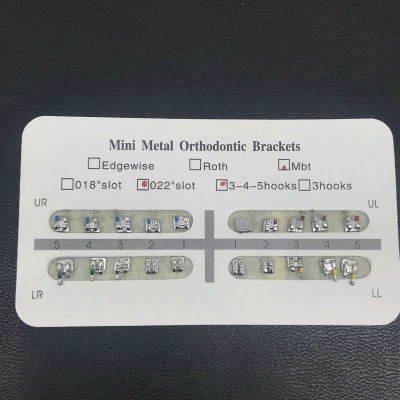 Mini Metal Orthodontic Brackets
Edgewise Roth Mbt
018"slot 022"slot 3-4-5hooks 3hooks
UR UL
5 4 3 2 1 1 2 3 4 5
LR LL